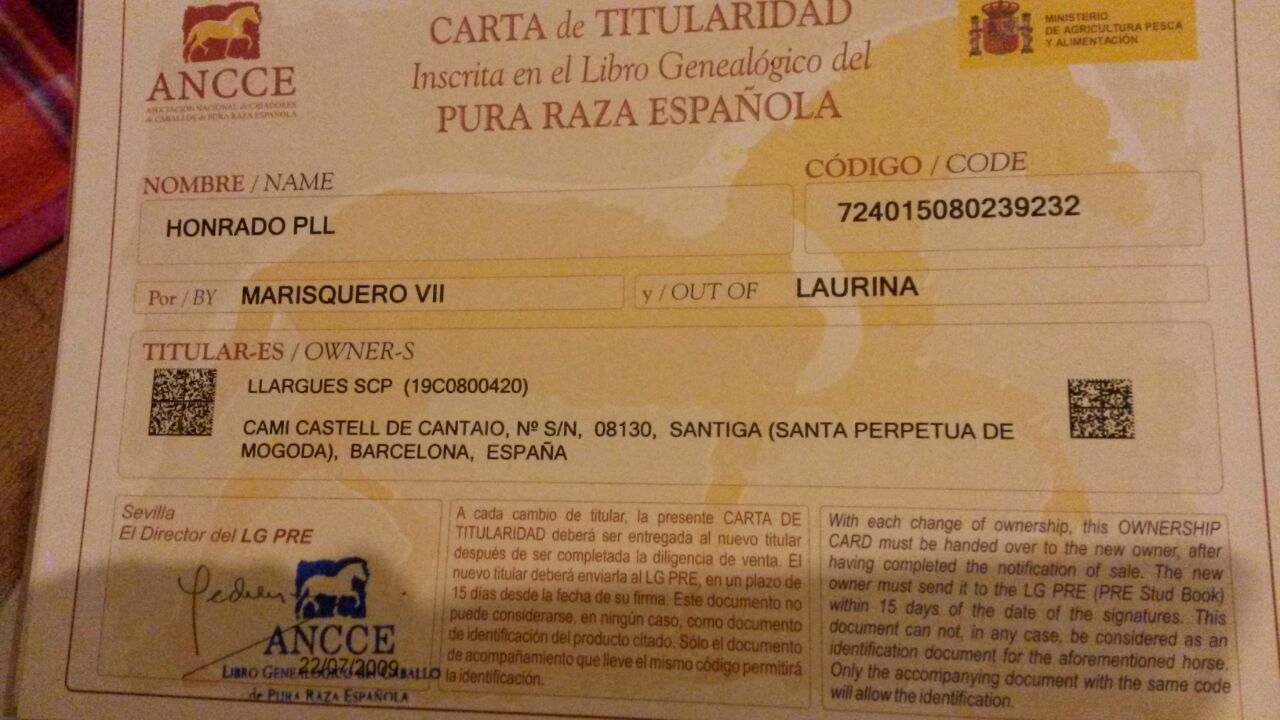 ANCCE
ASOCIACIÓN NACIONAL de CRIADORES
de CABALLOS de PURA RAZA ESPAÑOLA
CARTA de TITULARIDAD
Inscrita en el Libro Genealógico del
PURA RAZA ESPAÑOLA
MINISTERIO
DE AGRICULTURA PESCA
Y ALIMENTACIÓN
NOMBRE / NAME
HONRADO PLL
CÓDIGO / CODE
724015080239232
Por / BY MARISQUERO VII
y / OUT OF LAURINA
TITULAR-ES / OWNER-S
LLARGUES SCP (19C0800420)
CAMI CASTELL DE CANTAIO, Nº S/N, 08130, SANTIGA (SANTA PERPETUA DE
MOGODA), BARCELONA, ESPAÑA
Sevilla
El Director del LG PRE
ANCCE
22/07/2009
LIBRO GENEALÓGICO del CABALLO
de PURA RAZA ESPAÑOLA
A cada cambio de titular, la presente CARTA DE
TITULARIDAD deberá ser entregada al nuevo titular
después de ser completada la diligencia de venta. El
nuevo titular deberá enviarla al LG PRE, en un plazo de
15 días desde la fecha de su firma. Este documento no
puede considerarse, en ningún caso, como documento
de identificación del producto citado. Sólo el documento
de acompañamiento que lleve el mismo código permitirá
la identificación.
With each change of ownership, this OWNERSHIP
CARD must be handed over to the new owner, after
having completed the notification of sale. The new
owner must send it to the LG PRE (PRE Stud Book)
within 15 days of the date of the signatures. This
document can not, in any case, be considered as an
identification document for the aforementioned horse.
Only the accompanying document with the same code
will allow the identification.